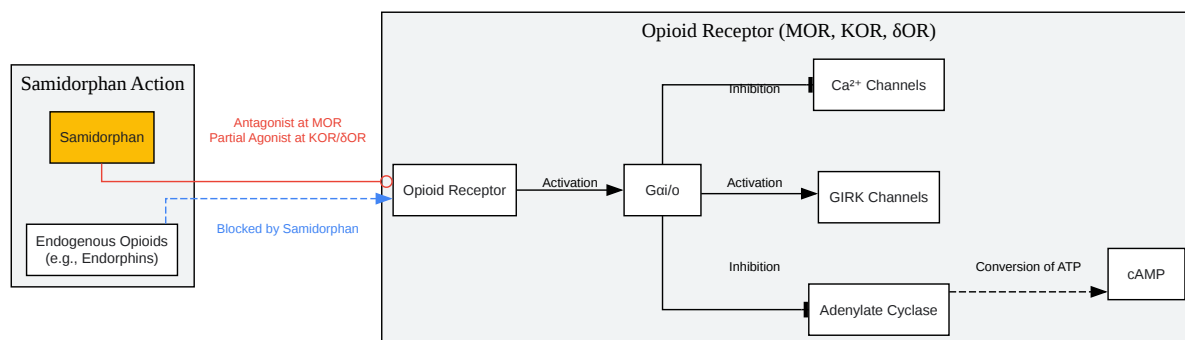 Opioid Receptor (MOR, KOR, δOR)
Samidorphan Action
Samidorphan
Antagonist at MOR
Partial Agonist at KOR/δOR
Blocked by Samidorphan
Endogenous Opioids
(e.g., Endorphins)
Opioid Receptor
Activation
Gαi/o
Inhibition
Ca²⁺ Channels
Activation
GIRK Channels
Inhibition
Adenylate Cyclase
Conversion of ATP
cAMP